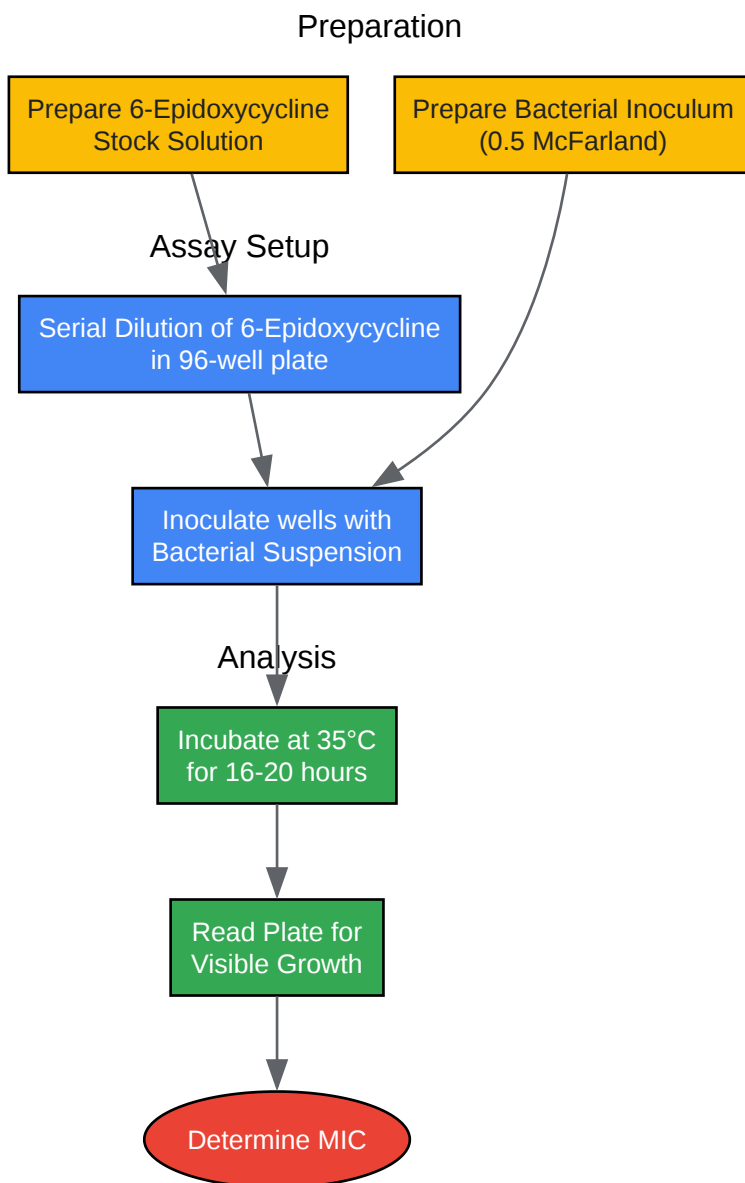 Preparation
Prepare 6-Epidoxycycline
Stock Solution
Prepare Bacterial Inoculum
(0.5 McFarland)
Assay Setup
Serial Dilution of 6-Epidoxycycline
in 96-well plate
Inoculate wells with
Bacterial Suspension
Analysis
Incubate at 35°C
for 16-20 hours
Read Plate for
Visible Growth
Determine MIC